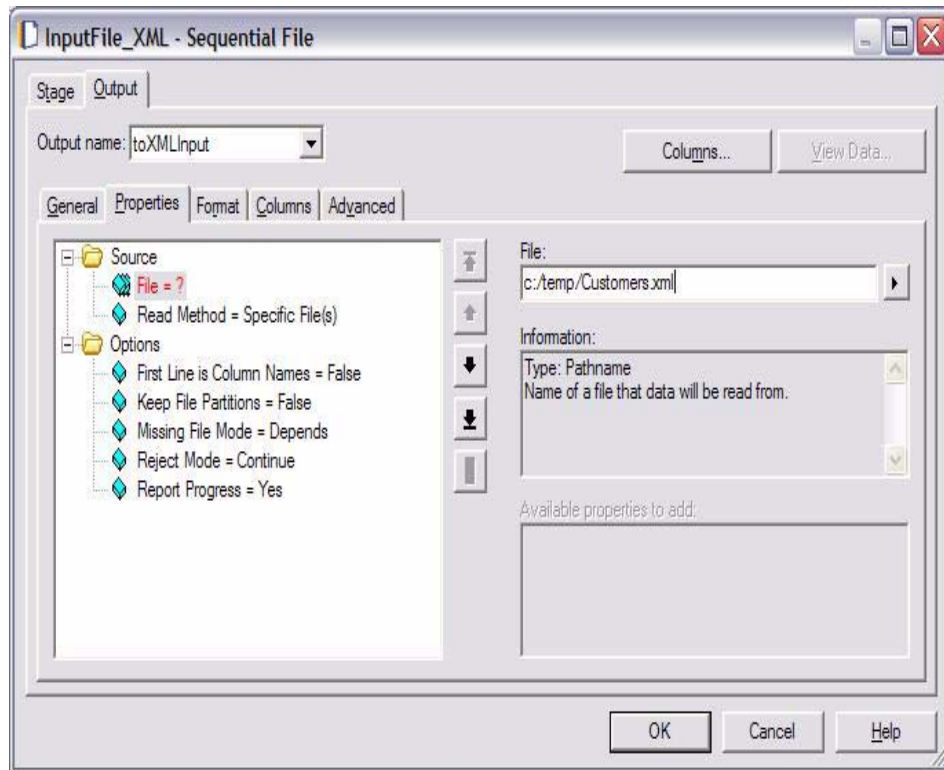 InputFile_XML - Sequential File
Stage Output
Output name: toXMLInput
Columns... View Data...
General Properties Format Columns Advanced
Source
File = ?
Read Method = Specific File(s)
Options
First Line is Column Names = False
Keep File Partitions = False
Missing File Mode = Depends
Reject Mode = Continue
Report Progress = Yes
File:
c:/temp/Customers.xml
Information:
Type: Pathname
Name of a file that data will be read from.
Available properties to add:
OK Cancel Help